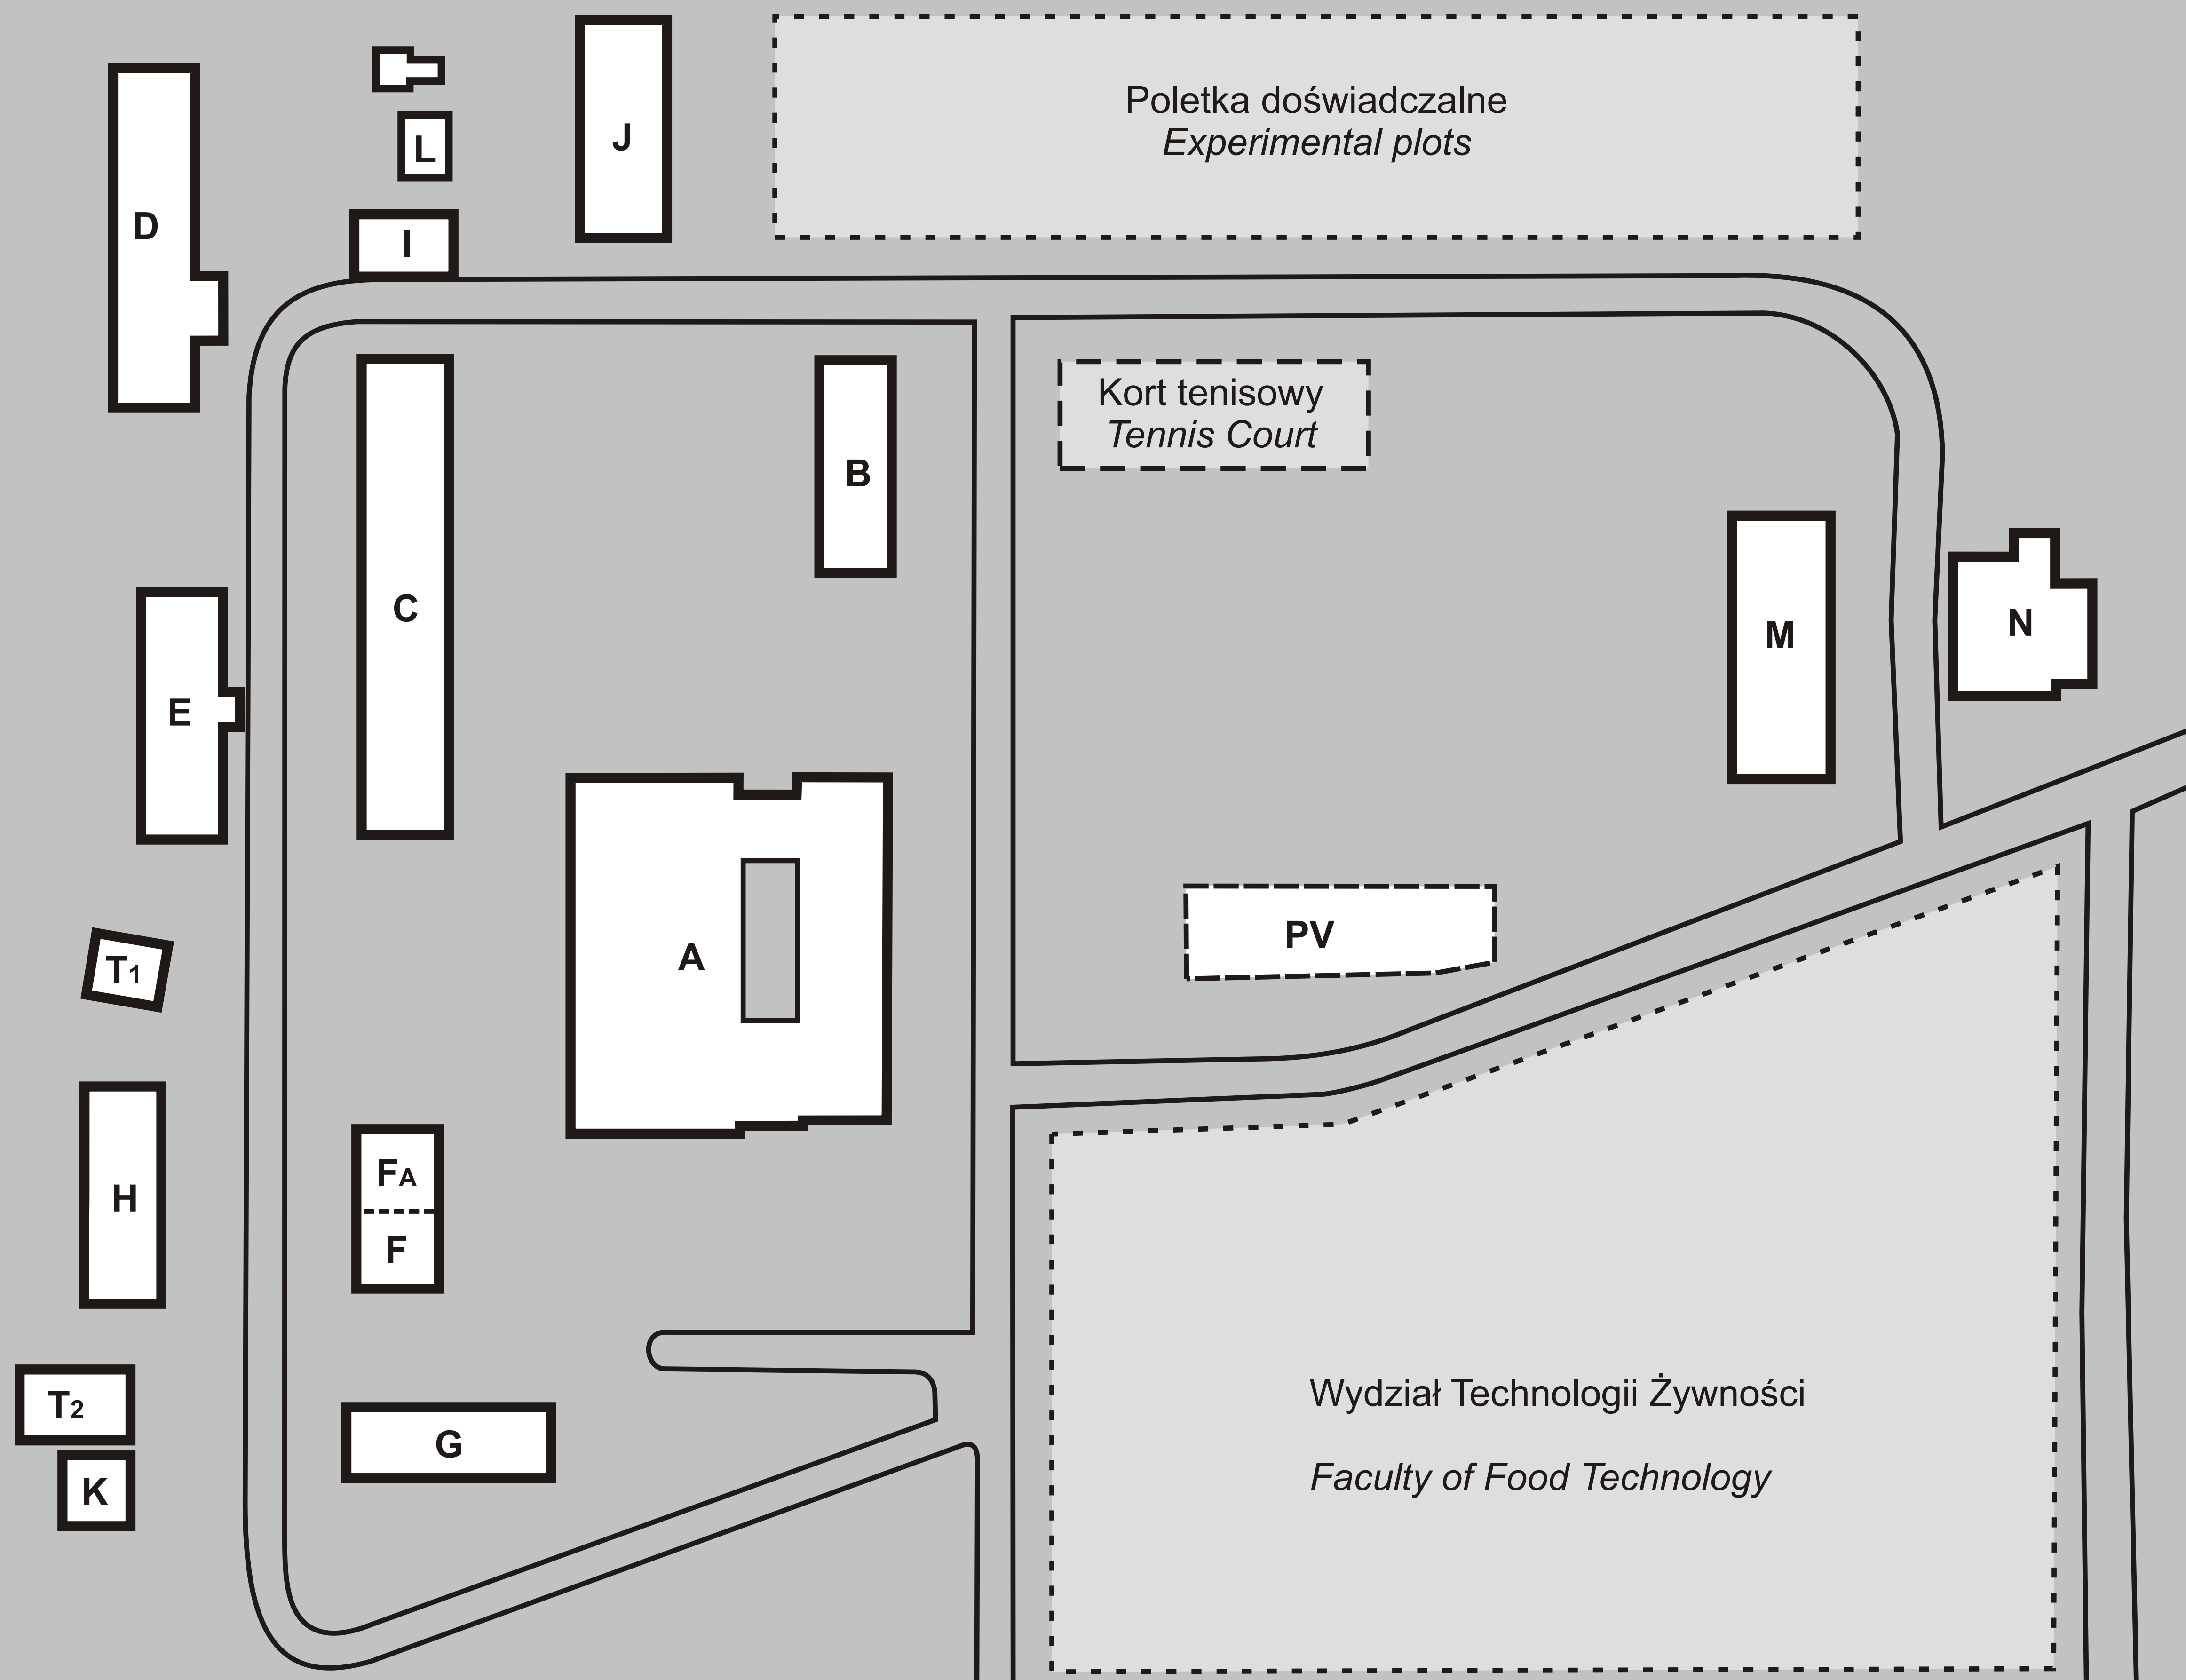 Poletka doświadczalne
Experimental plots
J
L
D
I
Kort tenisowy
Tennis Court
B
C
M
N
E
PV
A
T1
FA
H
F
Wydział Technologii Żywności
T2
G
Faculty of Food Technology
K